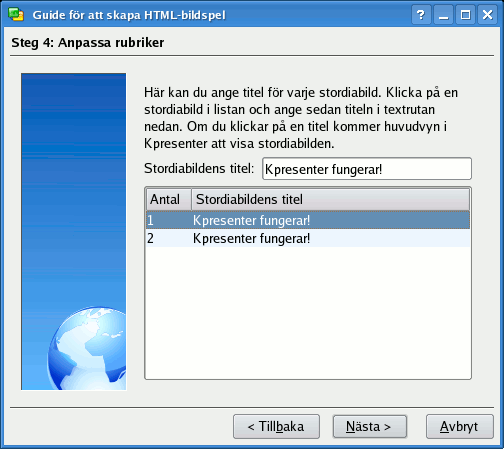 Guide för att skapa HTML-bildspel
Steg 4: Anpassa rubriker
Här kan du ange titel för varje stordiabild. Klicka på en
stordiabild i listan och ange sedan titeln i textrutan
nedan. Om du klickar på en titel kommer huvudvyn i
Kpresenter att visa stordiabilden.
Stordiabildens titel: Kpresenter fungerar!
Antal Stordiabildens titel
1 Kpresenter fungerar!
2 Kpresenter fungerar!
< Tillbaka Nästa > Avbryt